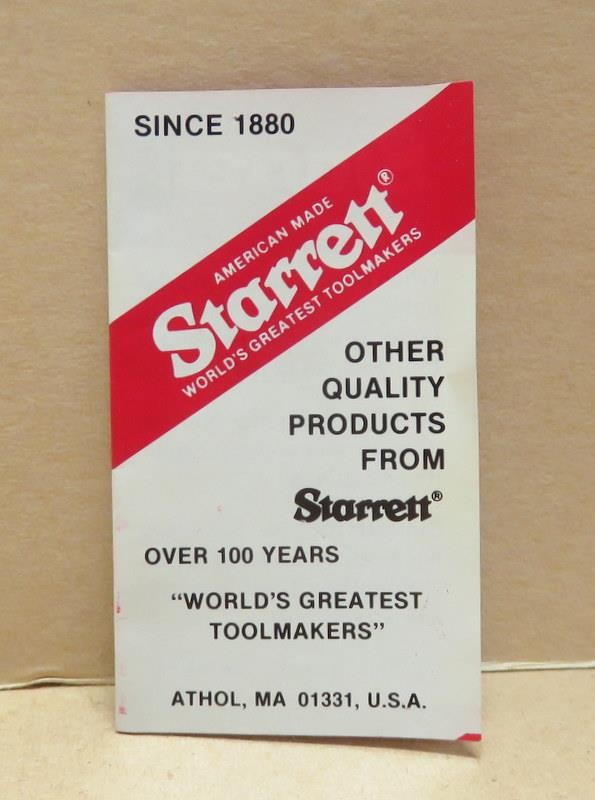 SINCE 1880
AMERICAN MADE
Starrett®
WORLD'S GREATEST TOOLMAKERS
OTHER
QUALITY
PRODUCTS
FROM
Starrett®
OVER 100 YEARS
“WORLD'S GREATEST
TOOLMAKERS”
ATHOL, MA 01331, U.S.A.